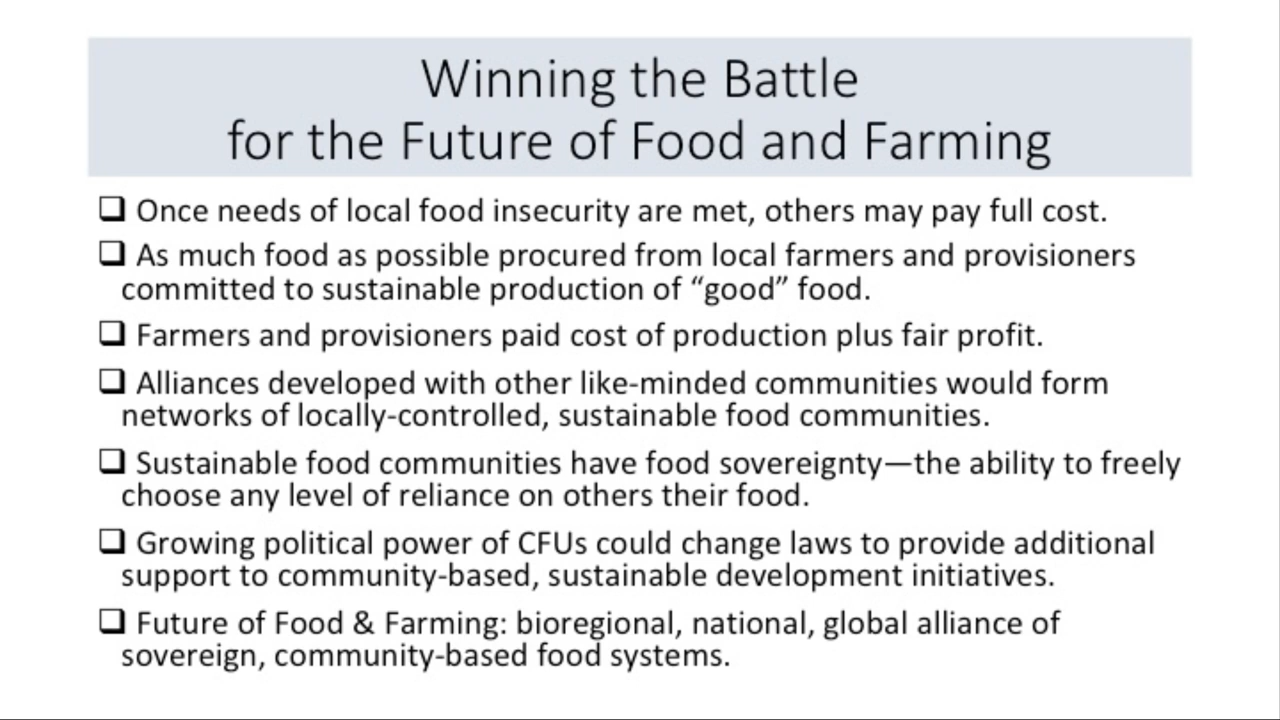 Winning the Battle
for the Future of Food and Farming
❑ Once needs of local food insecurity are met, others may pay full cost.
❑ As much food as possible procured from local farmers and provisioners
committed to sustainable production of “good” food.
❑ Farmers and provisioners paid cost of production plus fair profit.
❑ Alliances developed with other like-minded communities would form
networks of locally-controlled, sustainable food communities.
❑ Sustainable food communities have food sovereignty—the ability to freely
choose any level of reliance on others their food.
❑ Growing political power of CFUs could change laws to provide additional
support to community-based, sustainable development initiatives.
❑ Future of Food & Farming: bioregional, national, global alliance of
sovereign, community-based food systems.